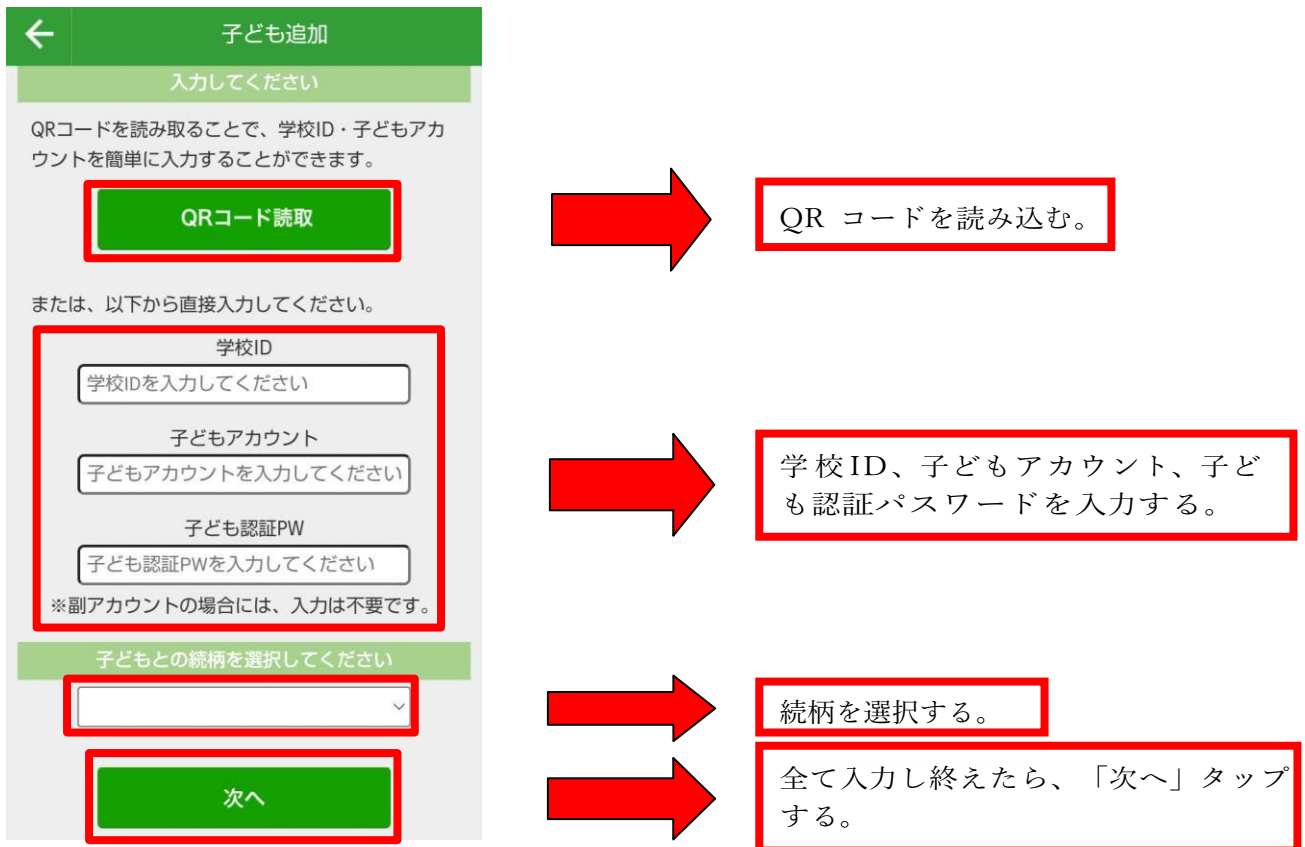 子ども追加
入力してください
QRコードを読み取ることで、学校ID・子どもアカ
ウントを簡単に入力することができます。
QRコード読取
QR コードを読み込む。
または、以下から直接入力してください。
学校ID
学校IDを入力してください
子どもアカウント
子どもアカウントを入力してください
子ども認証PW
子ども認証PWを入力してください
※副アカウントの場合には、入力は不要です。
学校ID、子どもアカウント、子ど
も認証パスワードを入力する。
子どもとの続柄を選択してください
続柄を選択する。
次へ
全て入力し終えたら、「次へ」タップ
する。